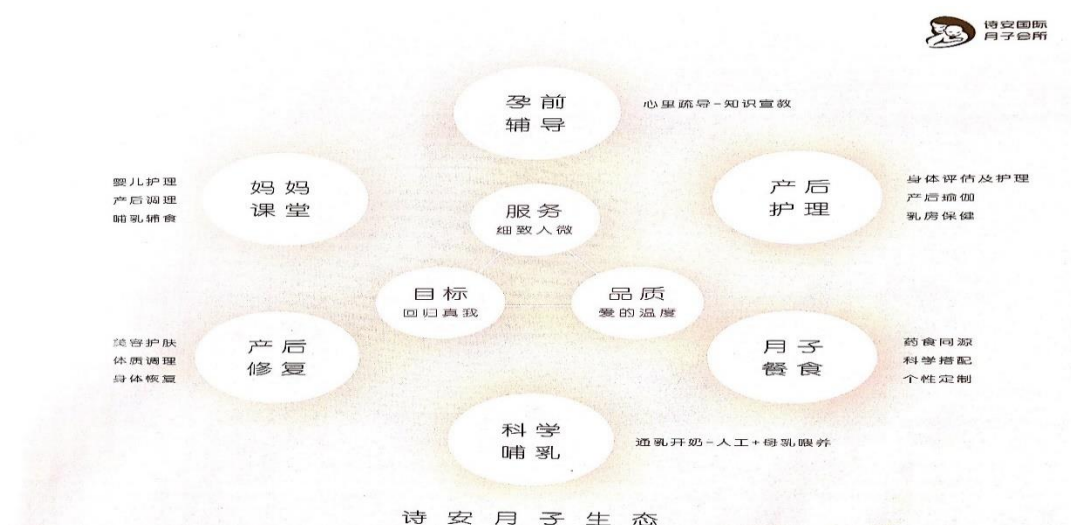 诗安国际
月子会所
孕前
辅导
心里疏导-知识宣教
婴儿护理
产后调理
哺乳辅食
妈妈
课堂
服务
细致人微
产后
护理
身体评估及护理
产后瑜伽
乳房保健
目标
回归真我
品质
爱的温度
美容护肤
体质调理
身体恢复
产后
修复
月子
餐食
药食同源
科学搭配
个性定制
科学
哺乳
通乳开奶-人工+母乳喂养
诗安月子生态